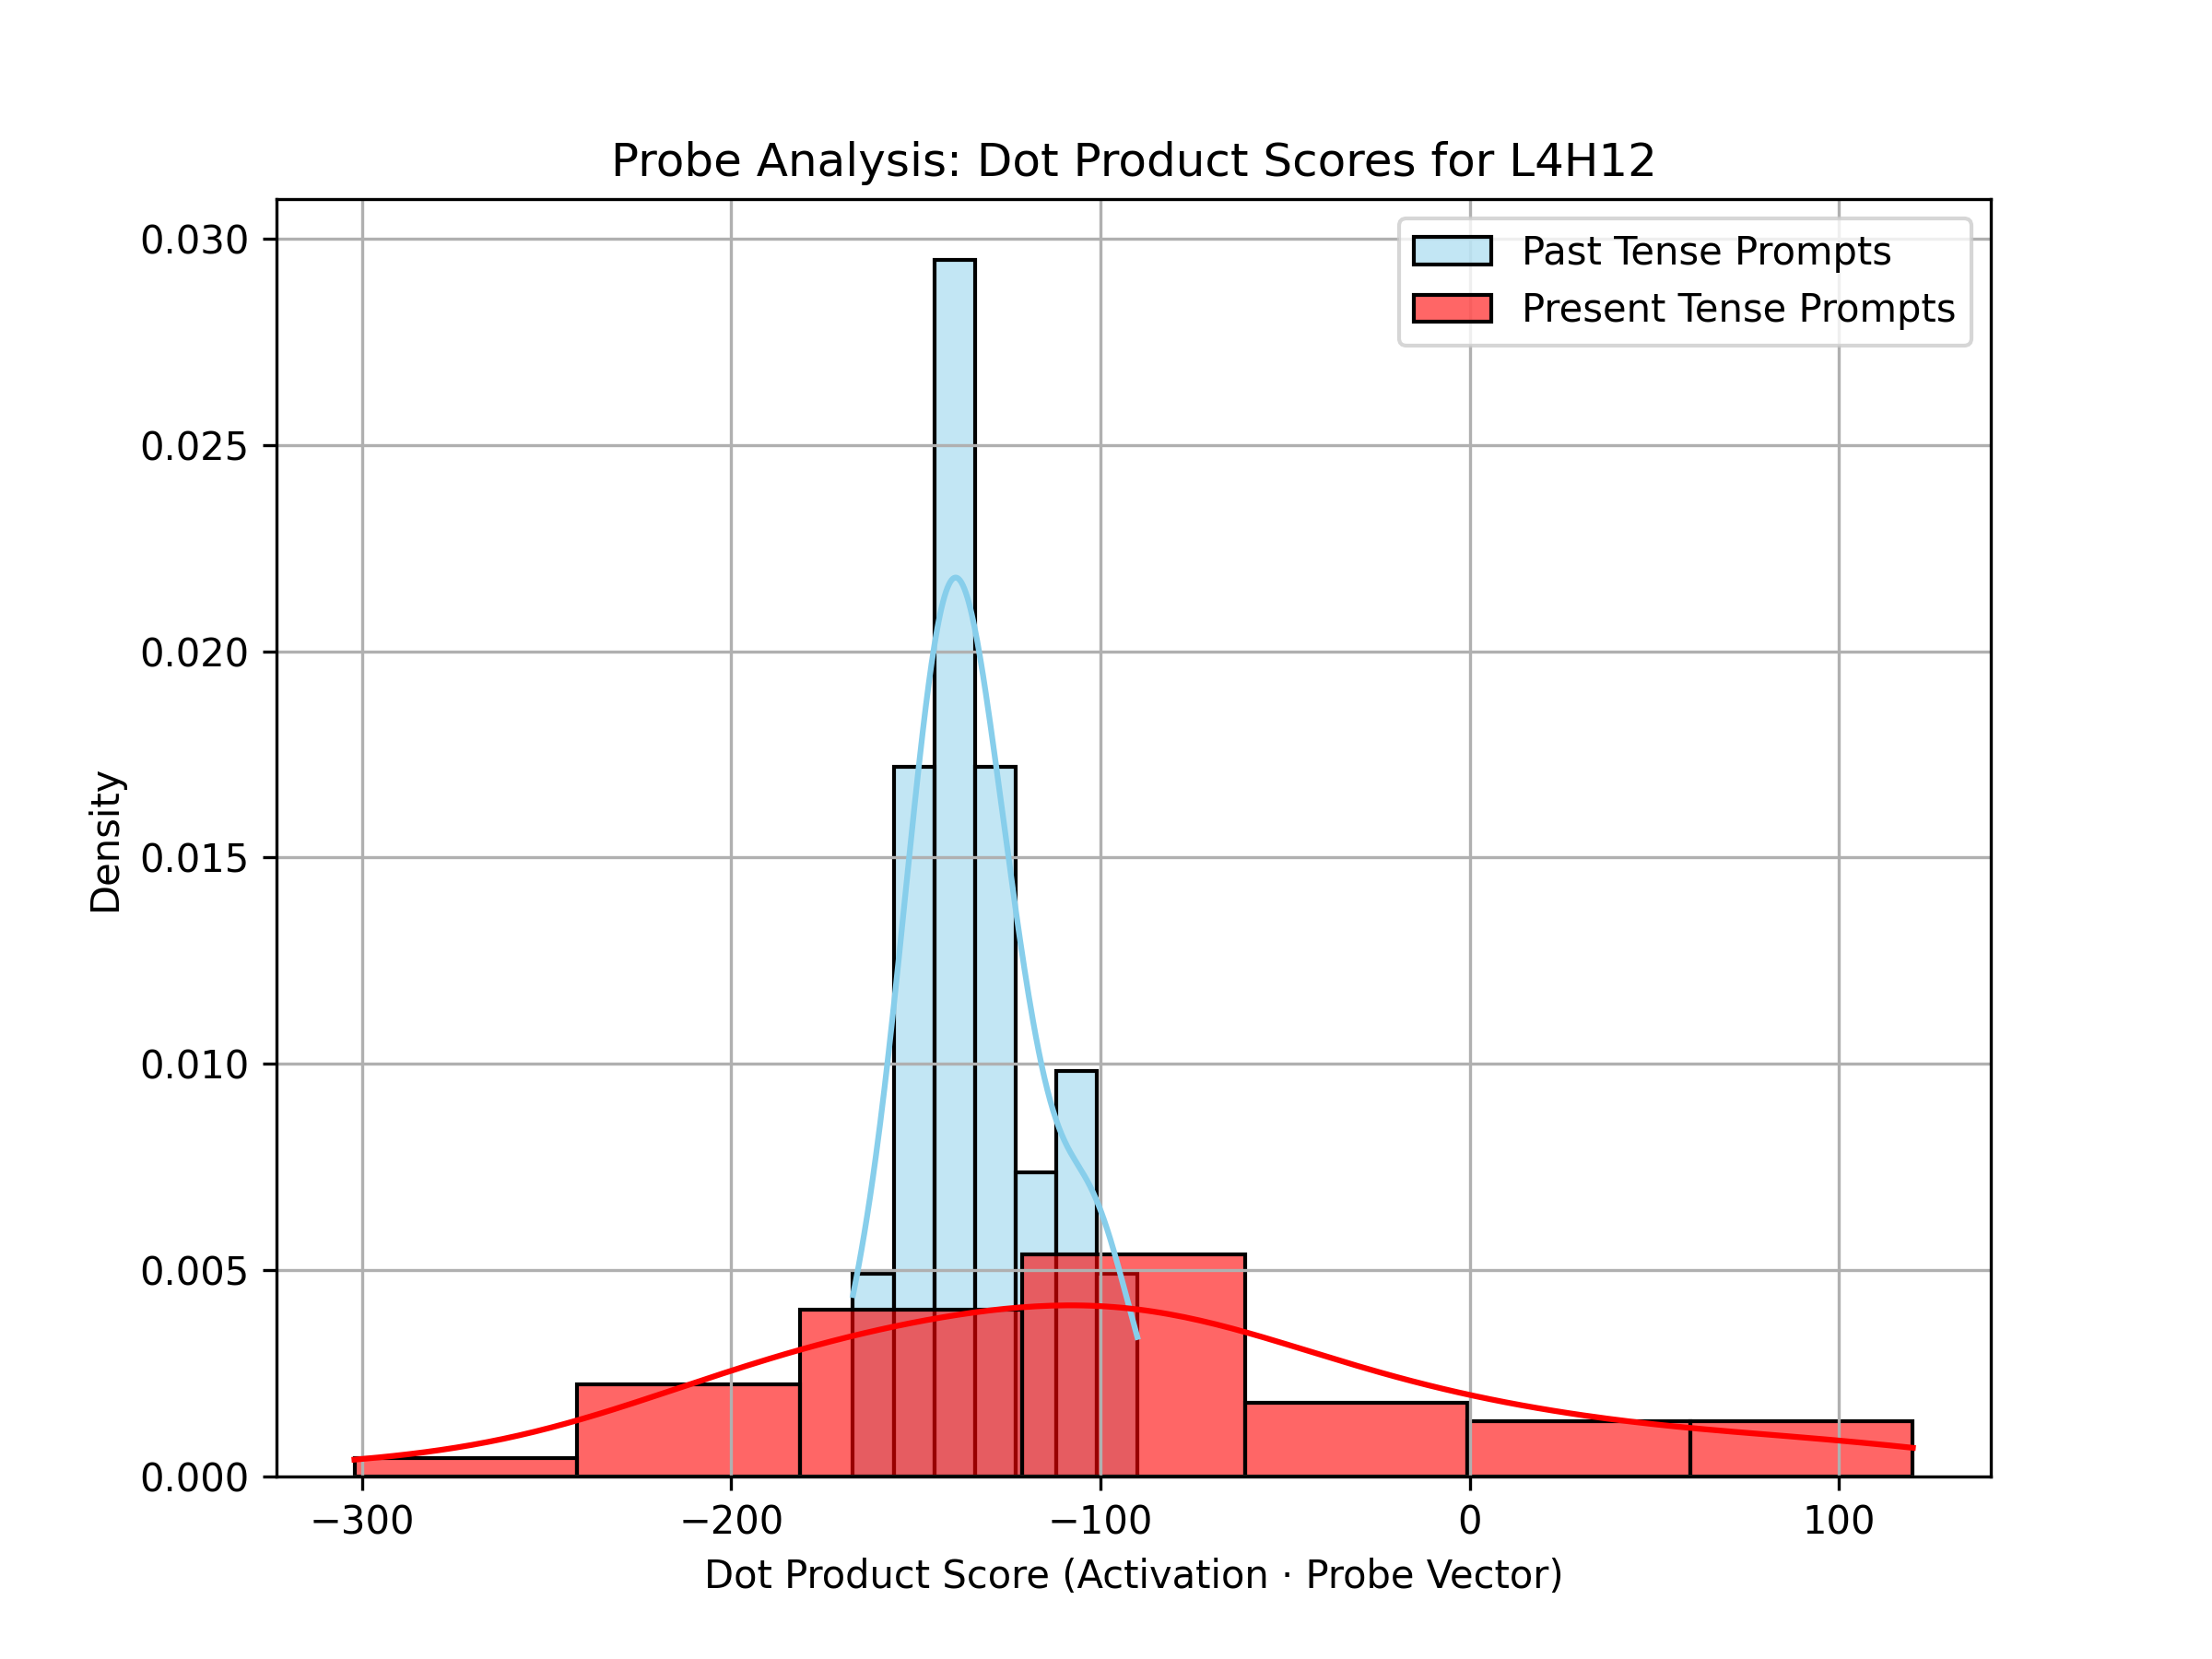 Probe Analysis: Dot Product Scores for L4H12
Past Tense Prompts
Present Tense Prompts
0.030
0.025
0.020
0.015
0.010
0.005
0.000
Density
−300
−200
−100
0
100
Dot Product Score (Activation · Probe Vector)